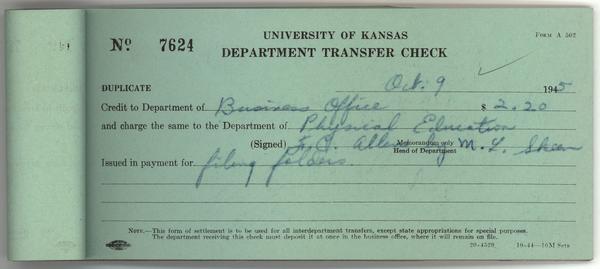 UNIVERSITY OF KANSAS
FORM A 502
Nº 7624
DEPARTMENT TRANSFER CHECK
DUPLICATE Oct. 9 1945
Credit to Department of Business Office $ 2.20
and charge the same to the Department of Physical Education
(Signed) F. C. Allen by M. L. Shaw
Memorandum only
Head of Department
Issued in payment for filing folders.
NOTE.—This form of settlement is to be used for all interdepartment transfers, except state appropriations for special purposes.
The department receiving this check must deposit it at once in the business office, where it will remain on file.
20-4529 10-44—10M Sets